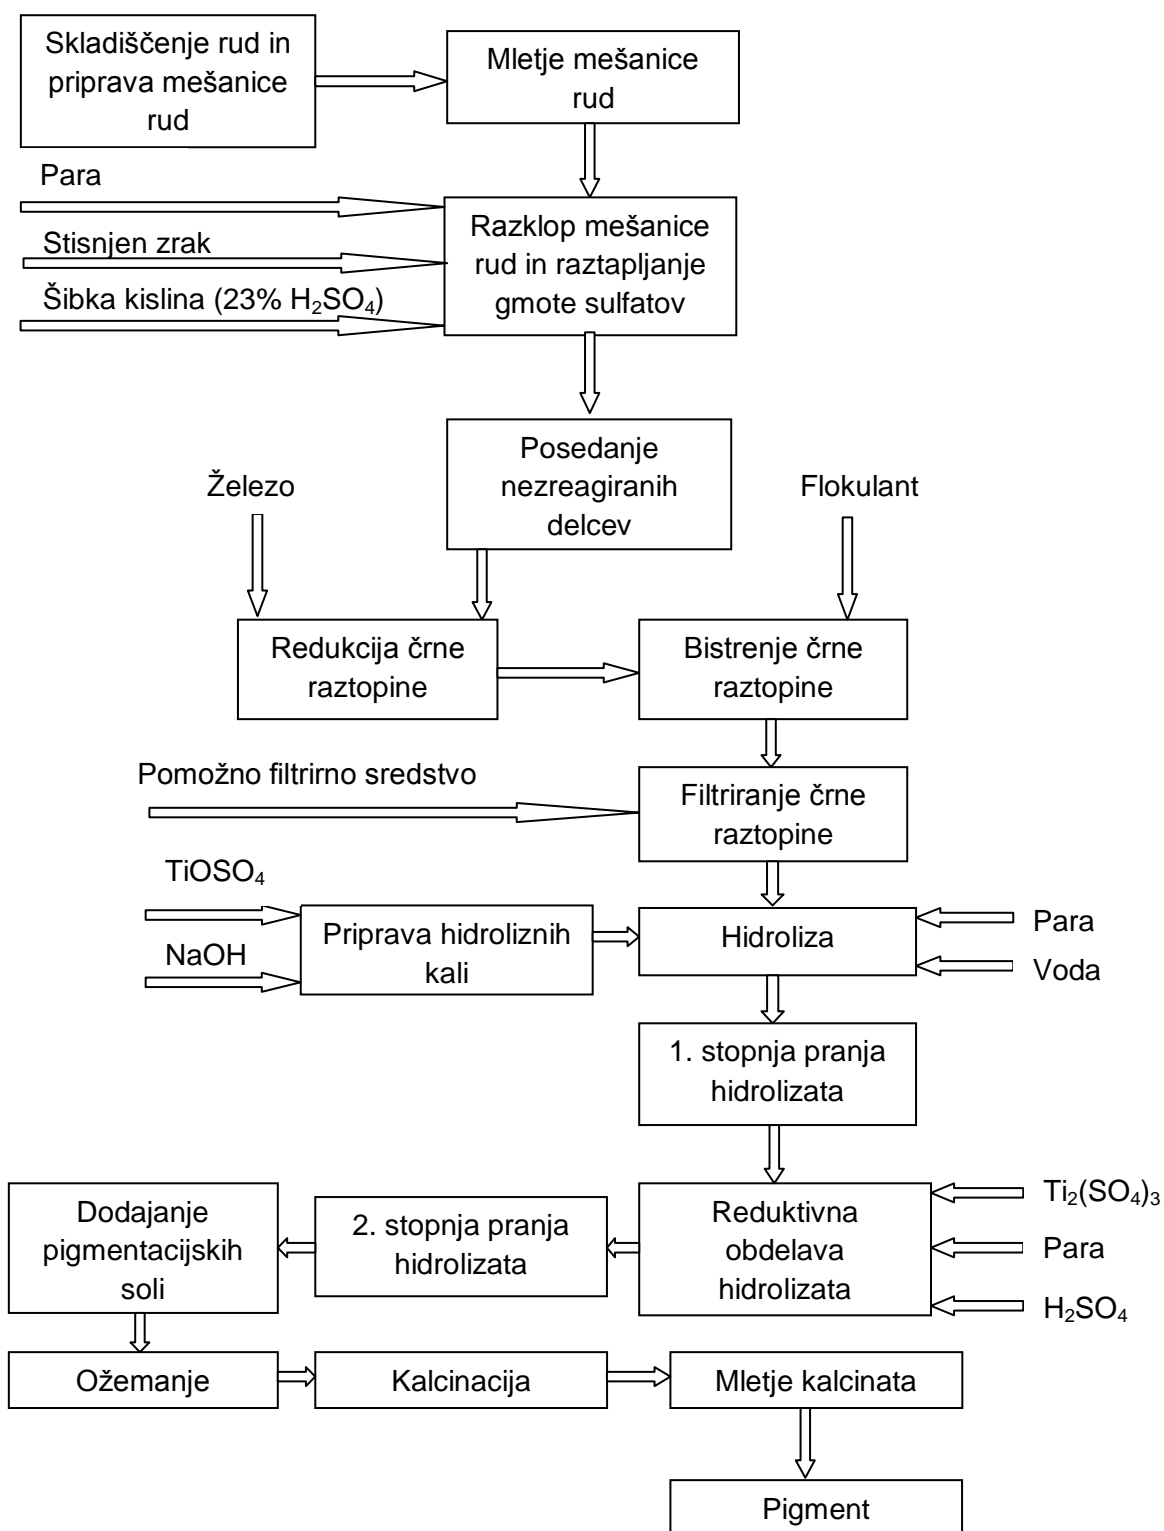 Skladiščenje rud in
priprava mešanice
rud
Mletje mešanice
rud
Para
Stisnjen zrak
Šibka kislina (23% H₂SO₄)
Razklop mešanice
rud in raztapljanje
gmote sulfatov
Posedanje
nezreagiranih
delcev
Železo
Flokulant
Redukcija črne
raztopine
Bistrenje črne
raztopine
Pomožno filtrirno sredstvo
Filtriranje črne
raztopine
TiOSO₄
NaOH
Priprava hidroliznih
kali
Hidroliza
Para
Voda
1. stopnja pranja
hidrolizata
Dodajanje
pigmentacijskih
soli
2. stopnja pranja
hidrolizata
Reduktivna
obdelava
hidrolizata
Ti₂(SO₄)₃
Para
H₂SO₄
Ožemanje
Kalcinacija
Mletje kalcinata
Pigment